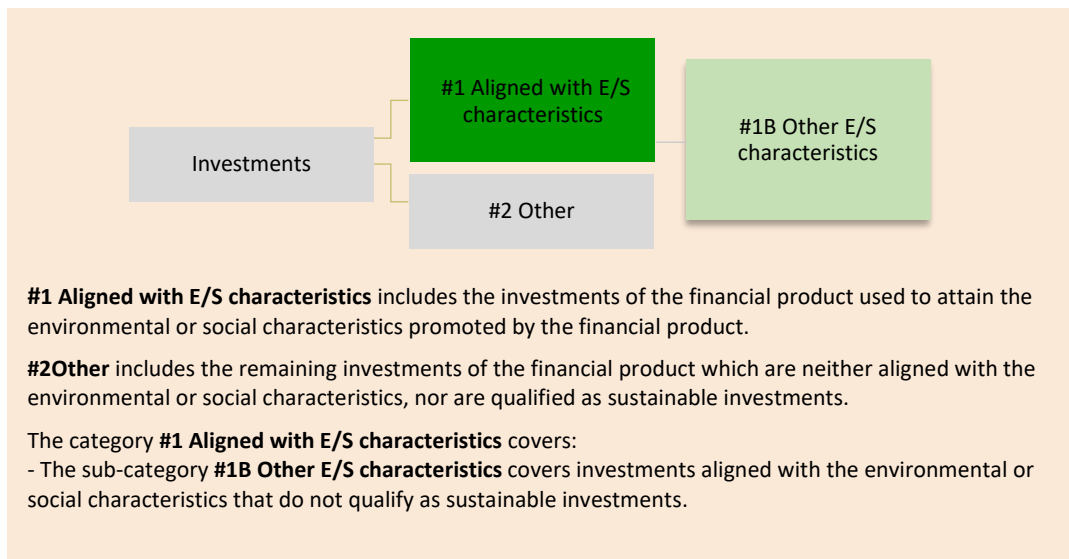 #1 Aligned with E/S
characteristics
#1B Other E/S
characteristics
Investments
#2 Other
#1 Aligned with E/S characteristics includes the investments of the financial product used to attain the
environmental or social characteristics promoted by the financial product.
#2Other includes the remaining investments of the financial product which are neither aligned with the
environmental or social characteristics, nor are qualified as sustainable investments.
The category #1 Aligned with E/S characteristics covers:
- The sub-category #1B Other E/S characteristics covers investments aligned with the environmental or
social characteristics that do not qualify as sustainable investments.